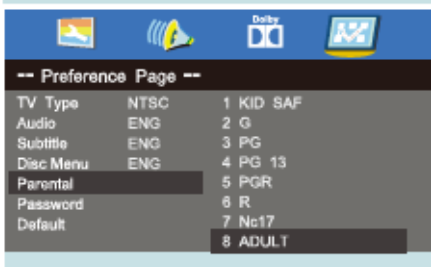 Dolby
-- Preference Page --
TV Type NTSC 1 KID SAF
Audio ENG 2 G
Subtitle ENG 3 PG
Disc Menu ENG 4 PG 13
Parental 5 PGR
Password 6 R
Default 7 Nc17
8 ADULT